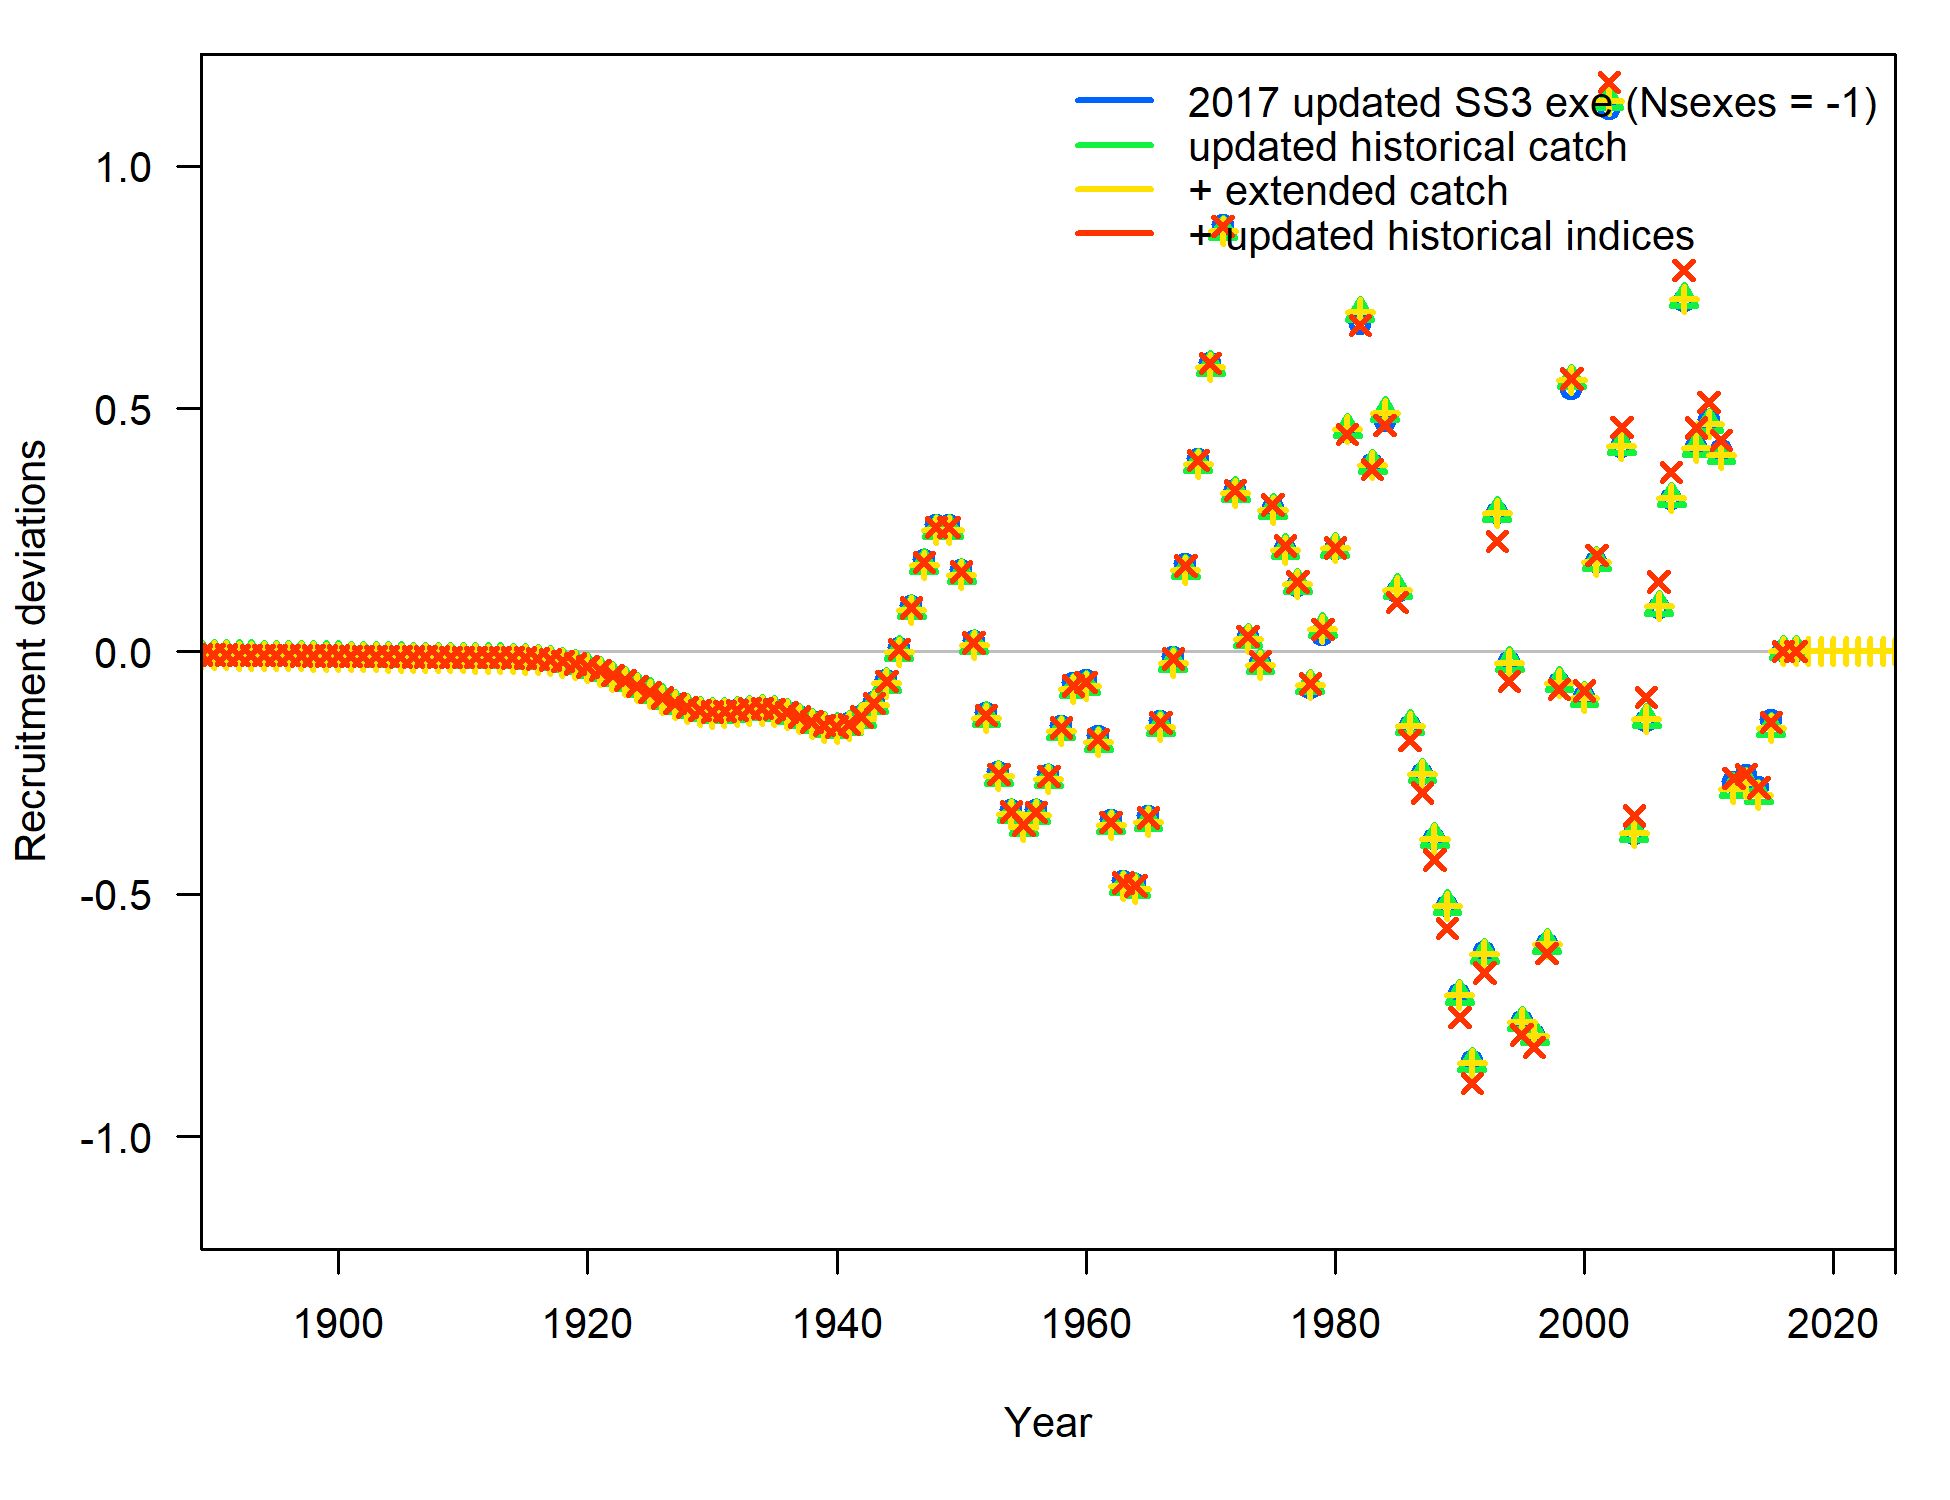 2017 updated SS3 exe (Nsexes = -1)
updated historical catch
+ extended catch
+ updated historical indices
1.0
0.5
0.0
-0.5
-1.0
Recruitment deviations
1900 1920 1940 1960 1980 2000 2020
Year